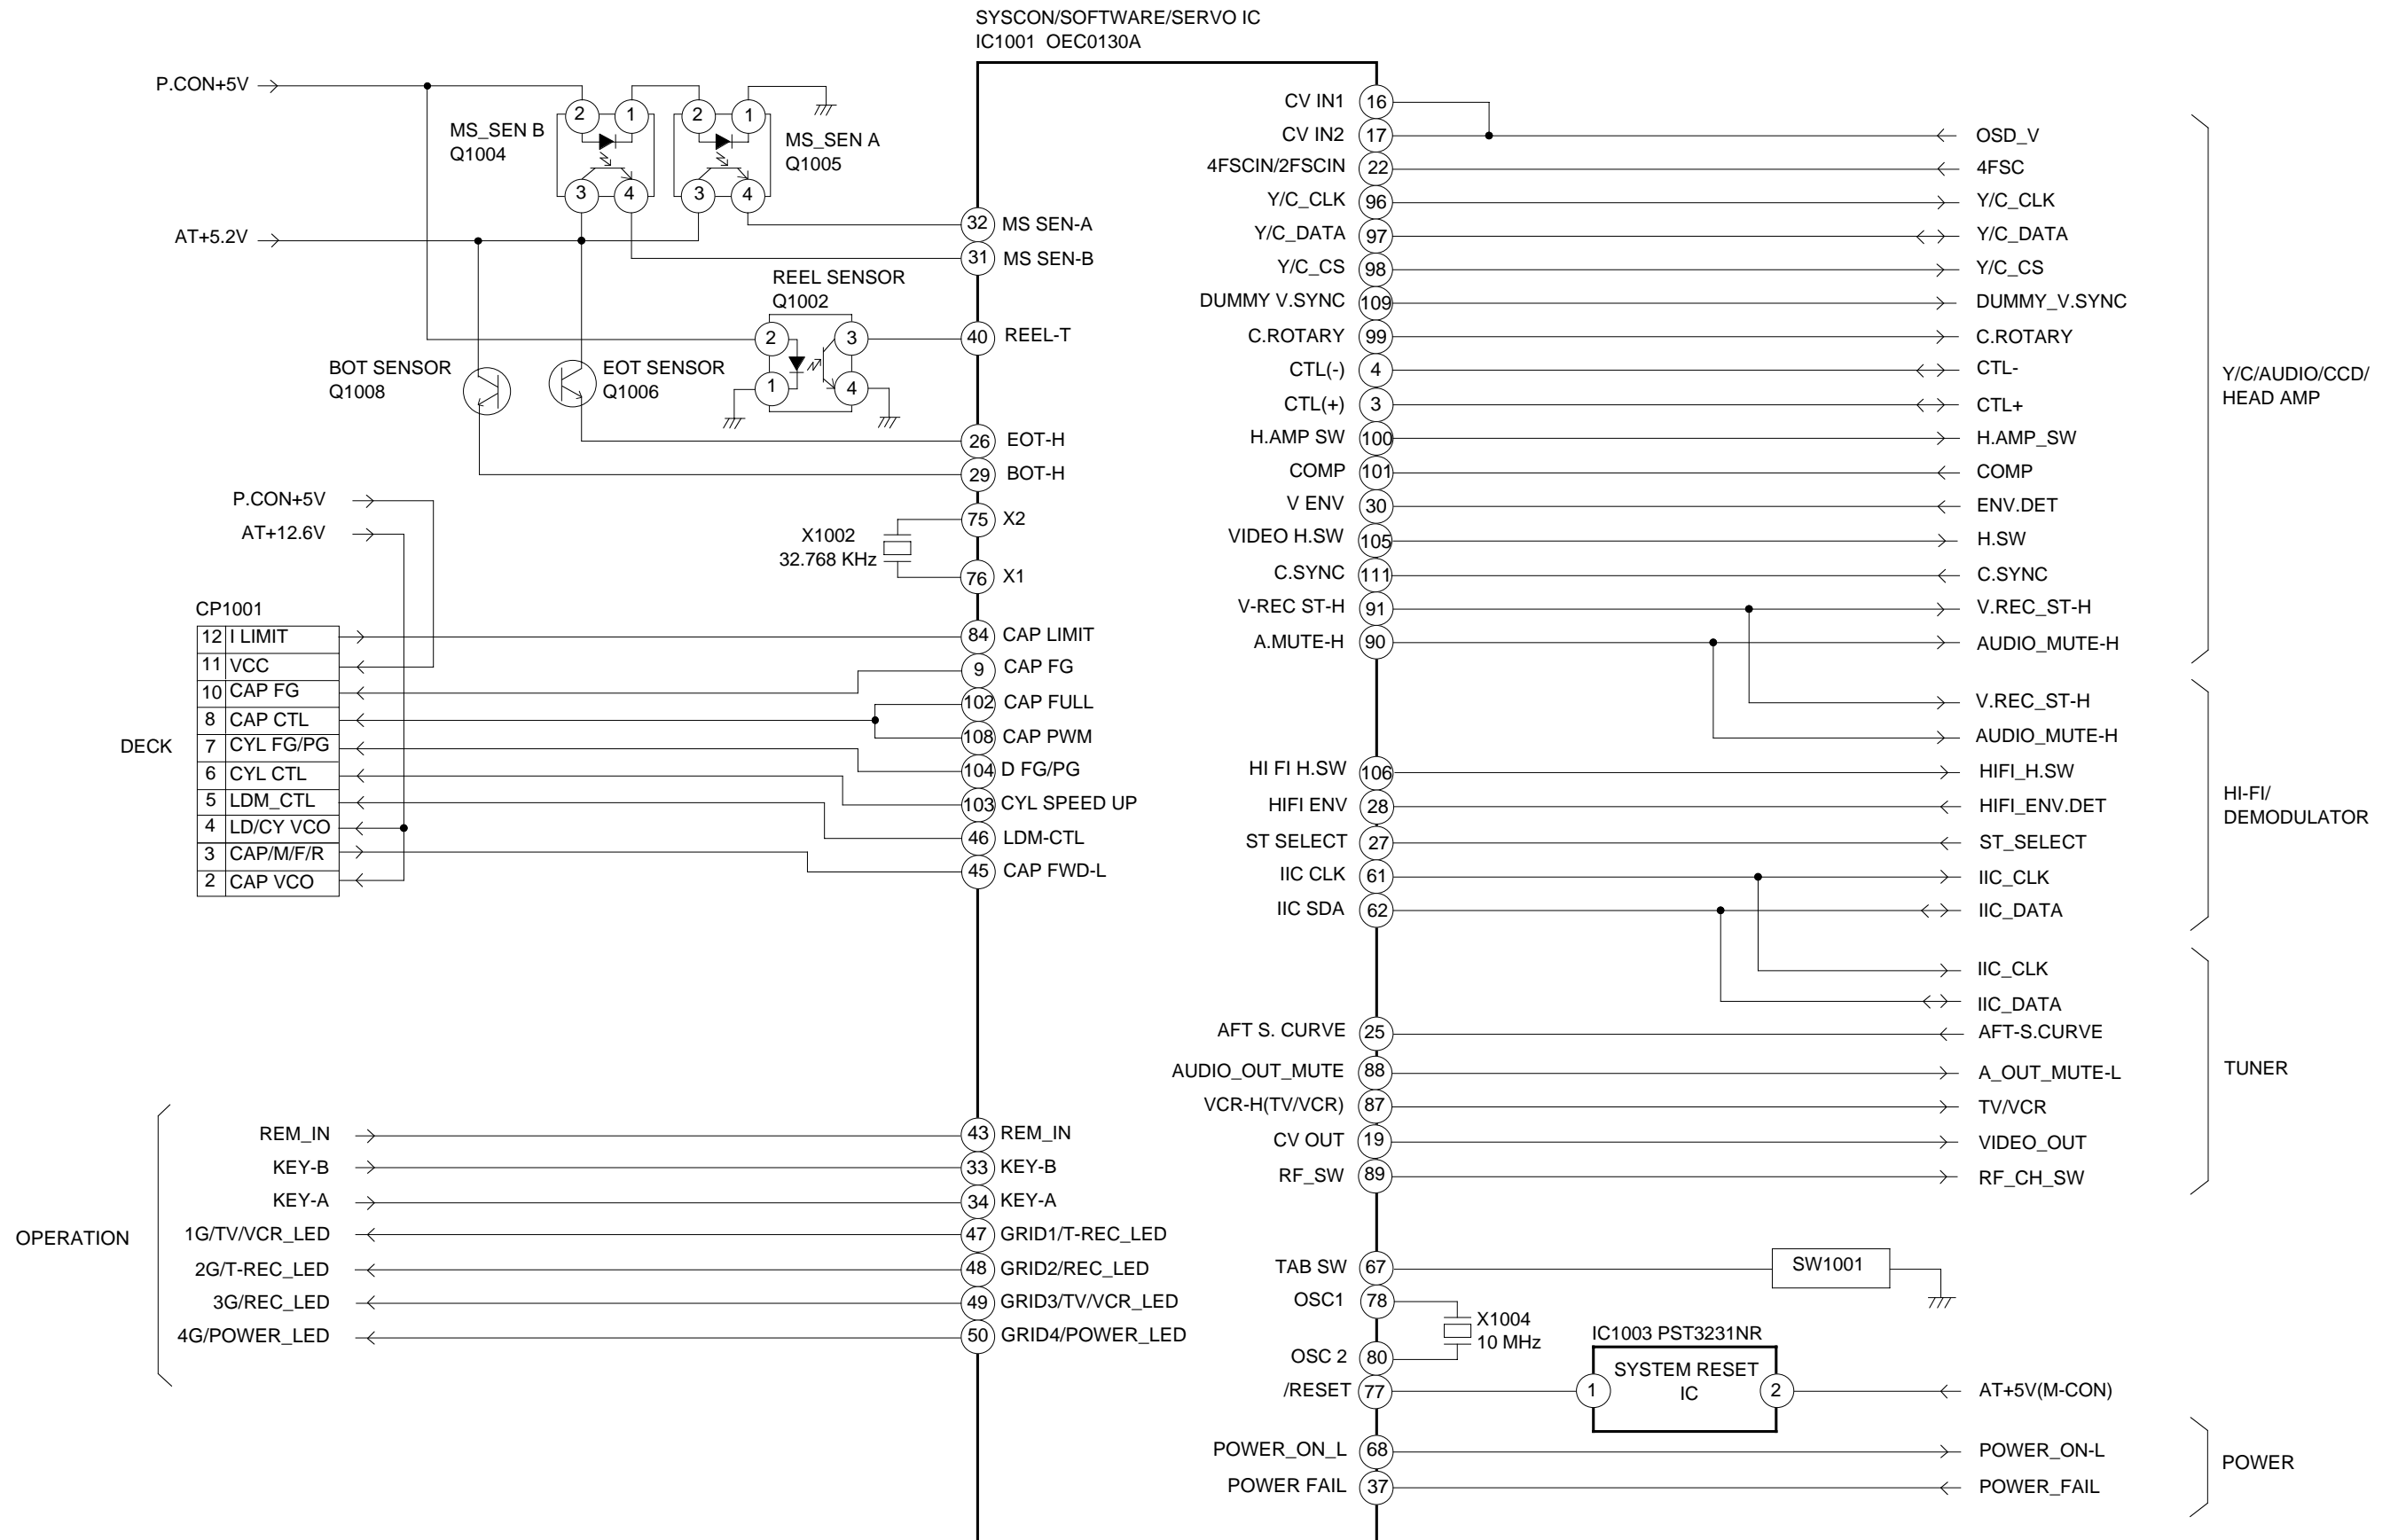 SYSCON/SOFTWARE/SERVO IC
IC1001 OEC0130A
P.CON+5V
2
1
2
1
MS_SEN B
Q1004
MS_SEN A
Q1005
3
4
3
4
AT+5.2V
32 MS SEN-A
31 MS SEN-B
REEL SENSOR
Q1002
2
3
1
4
40 REEL-T
BOT SENSOR
Q1008
EOT SENSOR
Q1006
26 EOT-H
29 BOT-H
P.CON+5V
AT+12.6V
X1002
32.768 KHz
75 X2
76 X1
CP1001
DECK
12 I LIMIT
11 VCC
10 CAP FG
8 CAP CTL
7 CYL FG/PG
6 CYL CTL
5 LDM_CTL
4 LD/CY VCO
3 CAP/M/F/R
2 CAP VCO
84 CAP LIMIT
9 CAP FG
102 CAP FULL
108 CAP PWM
104 D FG/PG
103 CYL SPEED UP
46 LDM-CTL
45 CAP FWD-L
OPERATION
REM_IN 43 REM_IN
KEY-B 33 KEY-B
KEY-A 34 KEY-A
1G/TV/VCR_LED 47 GRID1/T-REC_LED
2G/T-REC_LED 48 GRID2/REC_LED
3G/REC_LED 49 GRID3/TV/VCR_LED
4G/POWER_LED 50 GRID4/POWER_LED
CV IN1 16
CV IN2 17 OSD_V
4FSCIN/2FSCIN 22 4FSC
Y/C_CLK 96 Y/C_CLK
Y/C_DATA 97 Y/C_DATA
Y/C_CS 98 Y/C_CS
DUMMY V.SYNC 109 DUMMY_V.SYNC
C.ROTARY 99 C.ROTARY
CTL(-) 4 CTL-
CTL(+) 3 CTL+
H.AMP SW 100 H.AMP_SW
COMP 101 COMP
V ENV 30 ENV.DET
VIDEO H.SW 105 H.SW
C.SYNC 111 C.SYNC
V-REC ST-H 91 V.REC_ST-H
A.MUTE-H 90 AUDIO_MUTE-H
Y/C/AUDIO/CCD/
HEAD AMP
V.REC_ST-H
AUDIO_MUTE-H
HI FI H.SW 106 HIFI_H.SW
HIFI ENV 28 HIFI_ENV.DET
ST SELECT 27 ST_SELECT
IIC CLK 61 IIC_CLK
IIC SDA 62 IIC_DATA
HI-FI/
DEMODULATOR
IIC_CLK
IIC_DATA
AFT S. CURVE 25 AFT-S.CURVE
AUDIO_OUT_MUTE 88 A_OUT_MUTE-L
VCR-H(TV/VCR) 87 TV/VCR
CV OUT 19 VIDEO_OUT
RF_SW 89 RF_CH_SW
TUNER
TAB SW 67 SW1001
OSC1 78
X1004
10 MHz
OSC 2 80
IC1003 PST3231NR
SYSTEM RESET
IC
/RESET 77 1 2 AT+5V(M-CON)
POWER_ON_L 68 POWER_ON-L
POWER FAIL 37 POWER_FAIL
POWER